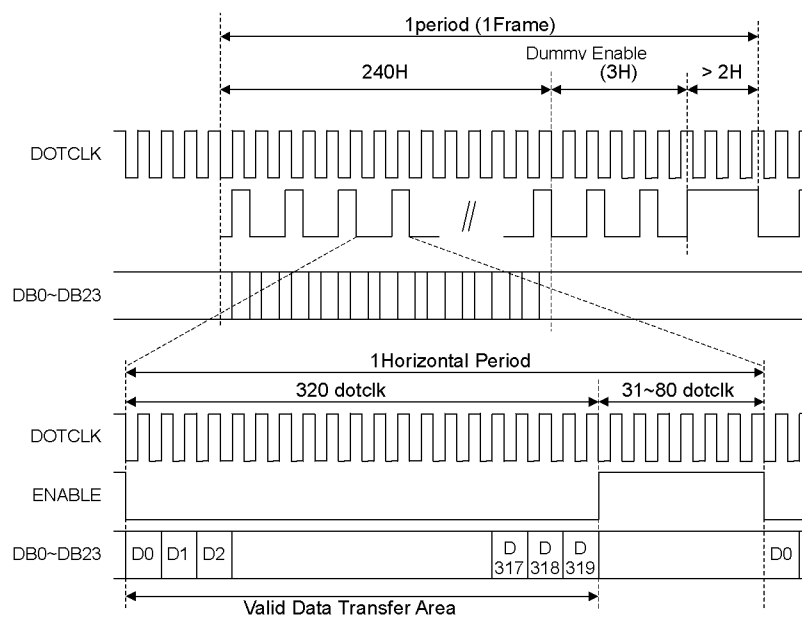 1period (1Frame)
Dummv Enable
240H
(3H)
> 2H
DOTCLK
//
DB0~DB23
1Horizontal Period
320 dotclk
31~80 dotclk
DOTCLK
ENABLE
DB0~DB23
D0
D1
D2
D
317
D
318
D
319
D0
Valid Data Transfer Area